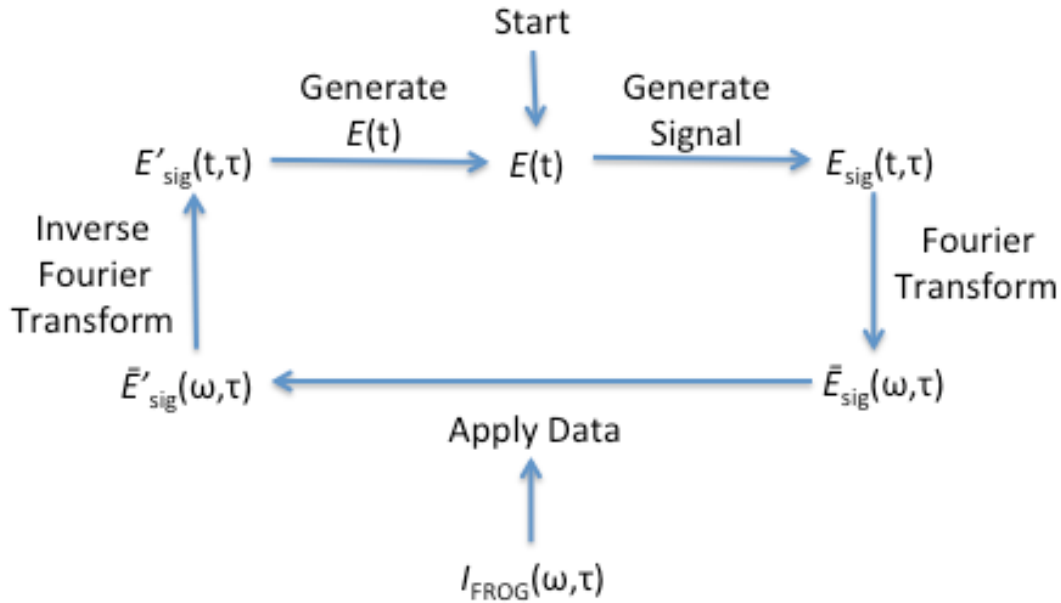 Start
Generate
E(t)
Generate
Signal
E′sig(t,τ)
E(t)
Esig(t,τ)
Inverse
Fourier
Transform
Fourier
Transform
Ē′sig(ω,τ)
Ēsig(ω,τ)
Apply Data
IFROG(ω,τ)